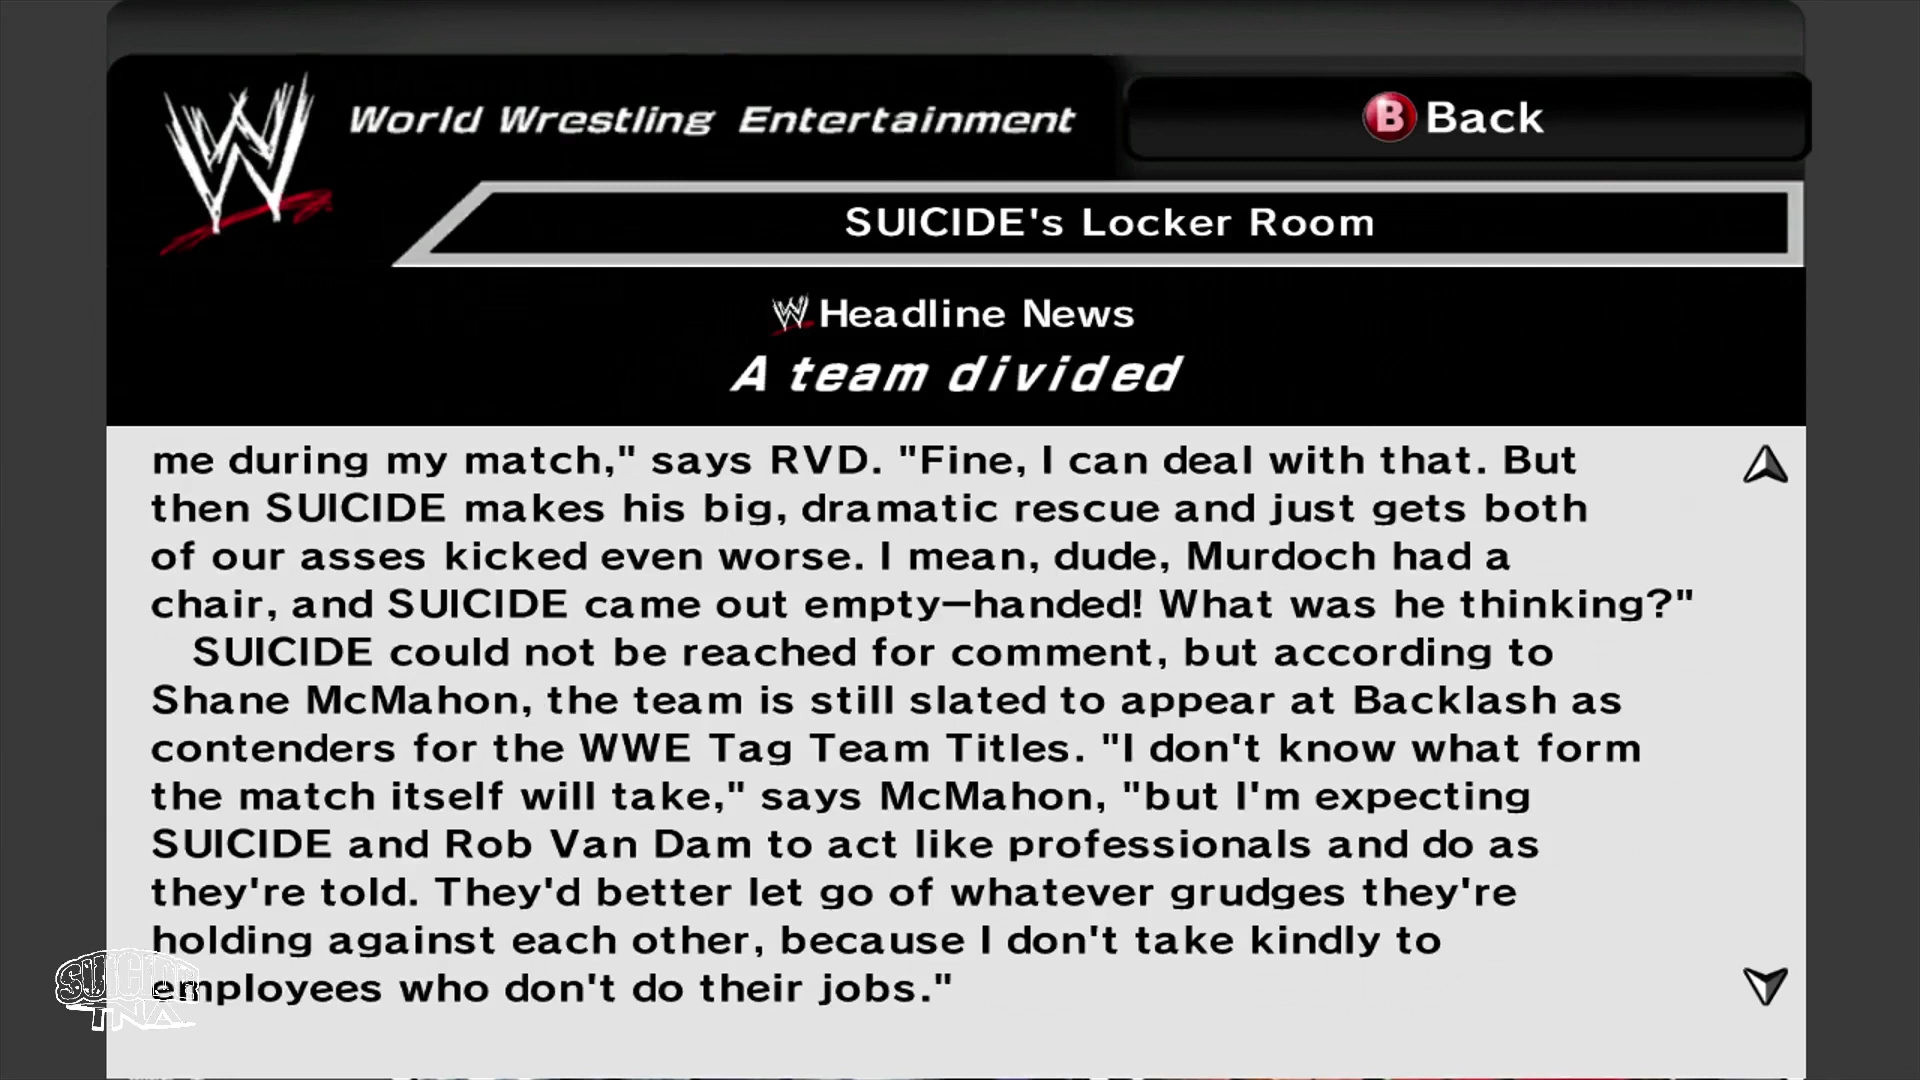 World Wrestling Entertainment
B Back
SUICIDE's Locker Room
Headline News
A team divided
me during my match," says RVD. "Fine, I can deal with that. But
then SUICIDE makes his big, dramatic rescue and just gets both
of our asses kicked even worse. I mean, dude, Murdoch had a
chair, and SUICIDE came out empty-handed! What was he thinking?"
SUICIDE could not be reached for comment, but according to
Shane McMahon, the team is still slated to appear at Backlash as
contenders for the WWE Tag Team Titles. "I don't know what form
the match itself will take," says McMahon, "but I'm expecting
SUICIDE and Rob Van Dam to act like professionals and do as
they're told. They'd better let go of whatever grudges they're
holding against each other, because I don't take kindly to
employees who don't do their jobs."
SUICIDE
TNA